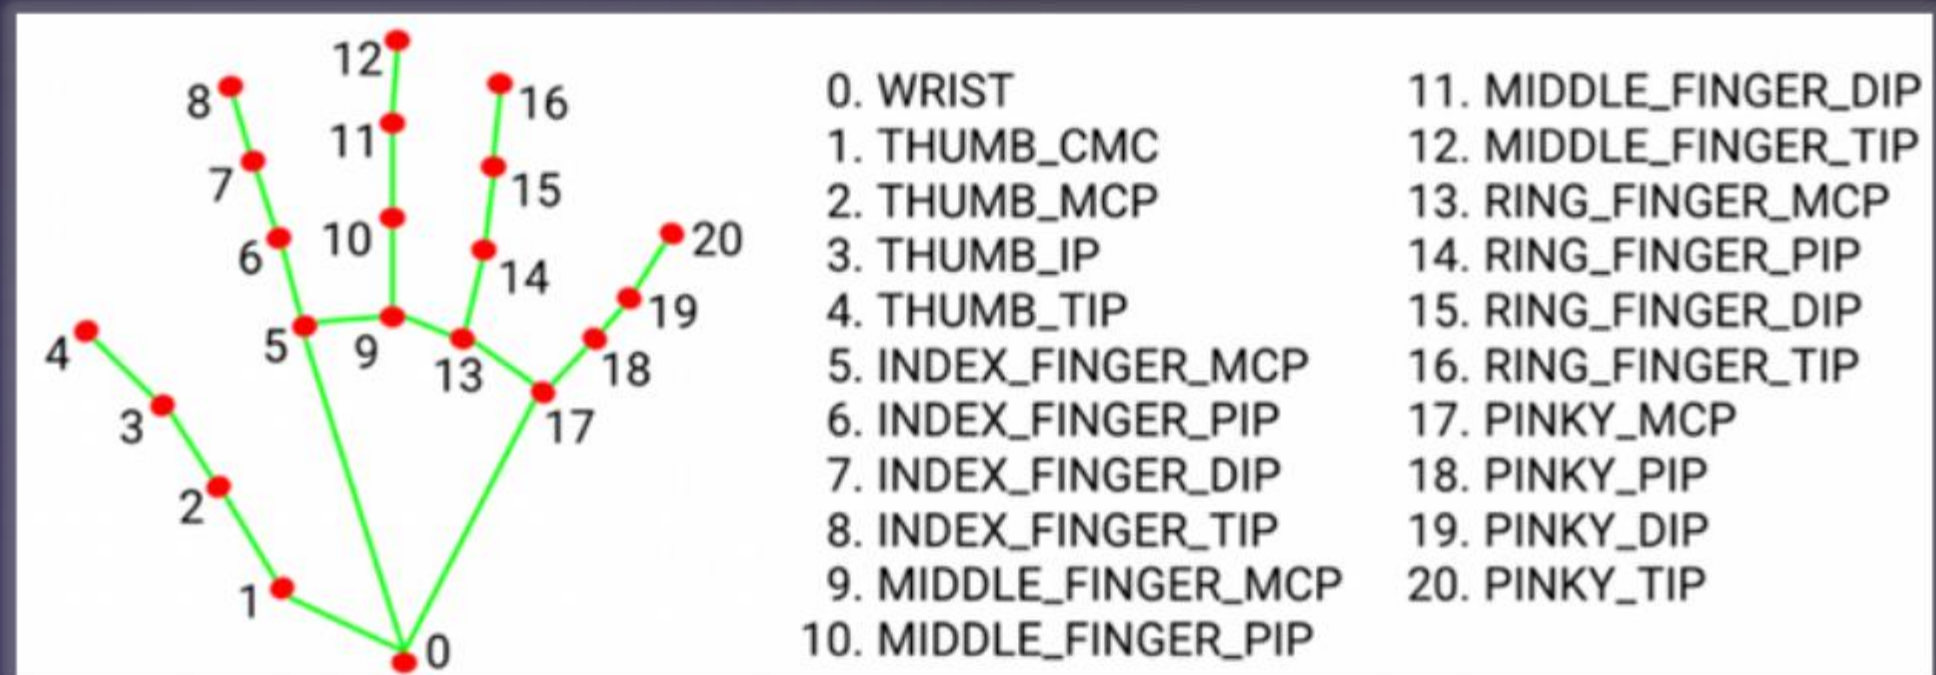 12
8
16
11
7
15
10
6
20
14
19
4
5
9
13
18
3
17
2
1
0
0. WRIST
1. THUMB_CMC
2. THUMB_MCP
3. THUMB_IP
4. THUMB_TIP
5. INDEX_FINGER_MCP
6. INDEX_FINGER_PIP
7. INDEX_FINGER_DIP
8. INDEX_FINGER_TIP
9. MIDDLE_FINGER_MCP
10. MIDDLE_FINGER_PIP
11. MIDDLE_FINGER_DIP
12. MIDDLE_FINGER_TIP
13. RING_FINGER_MCP
14. RING_FINGER_PIP
15. RING_FINGER_DIP
16. RING_FINGER_TIP
17. PINKY_MCP
18. PINKY_PIP
19. PINKY_DIP
20. PINKY_TIP